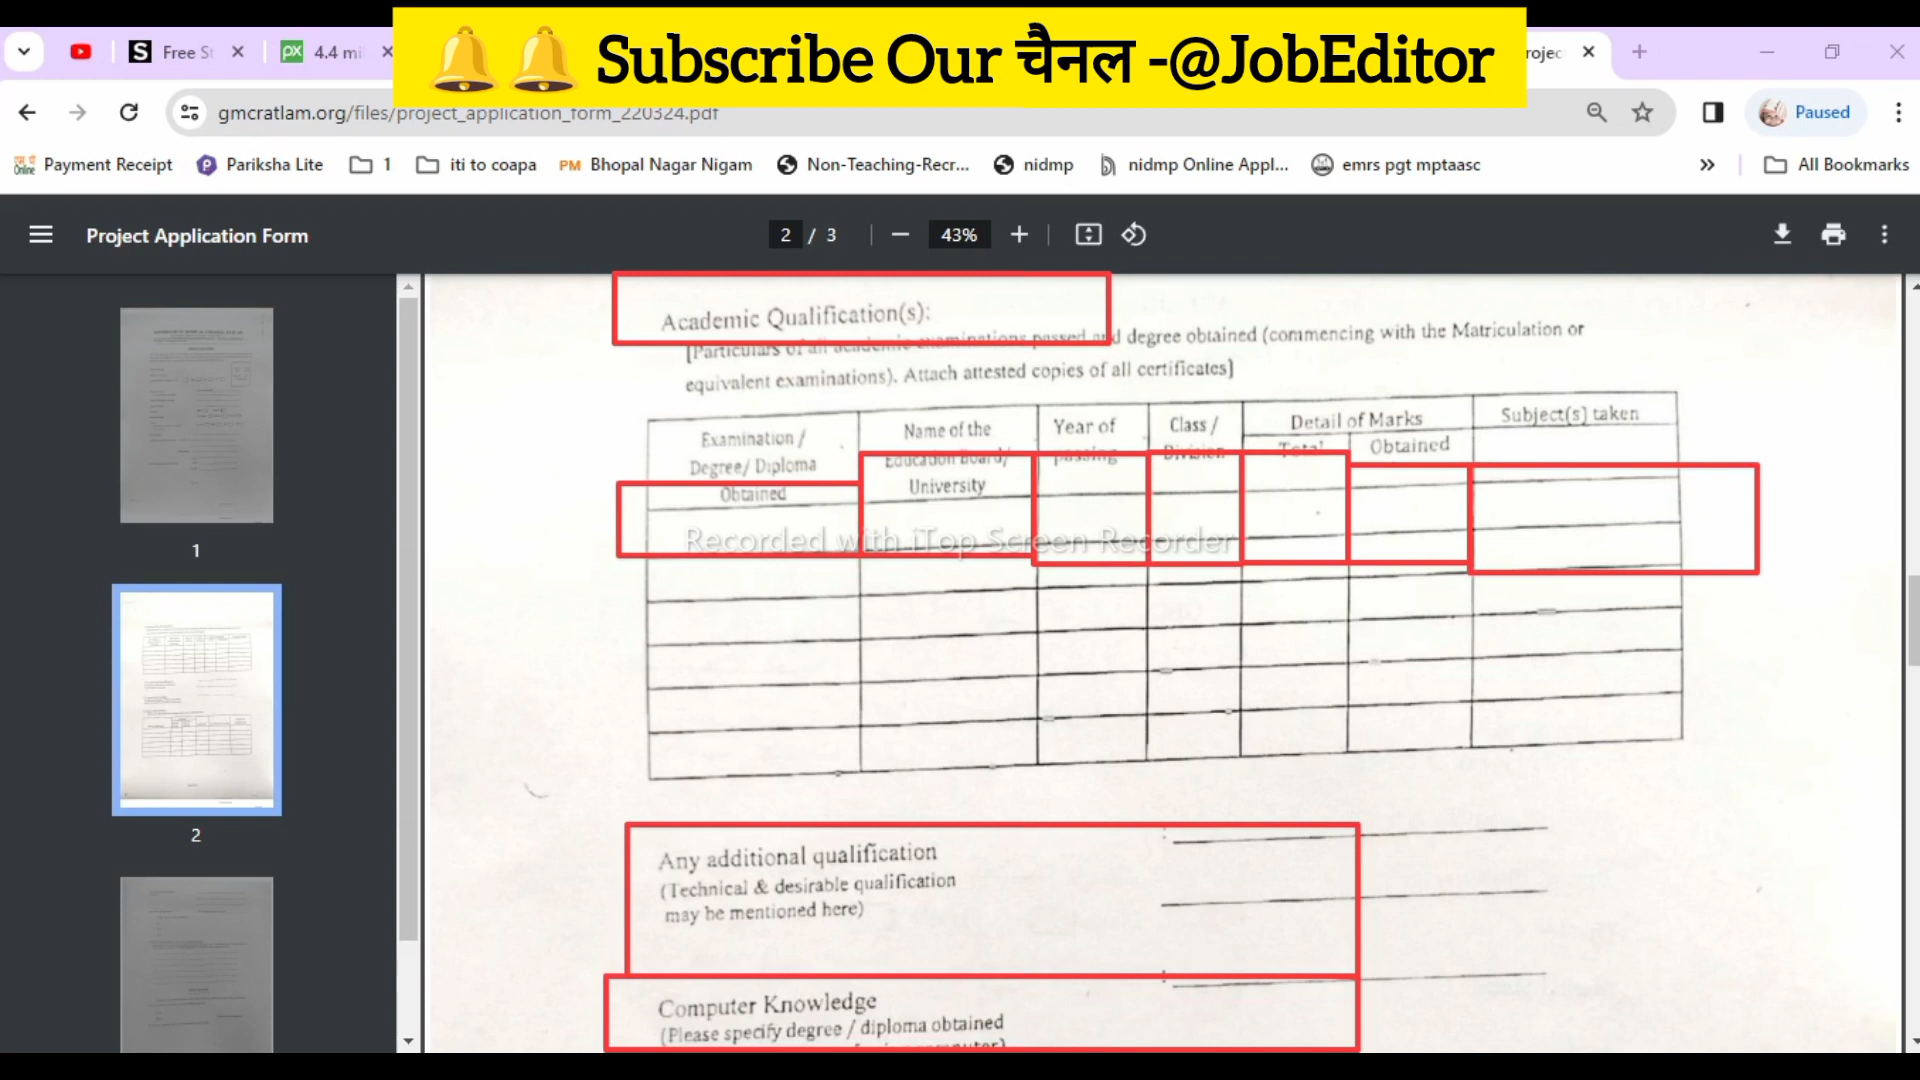 Subscribe Our चैनल -@JobEditor
Free St
4.4 mi
rojec
gmcratlam.org/files/project_application_form_220324.pdf
Paused
Payment Receipt
Pariksha Lite
1
iti to coapa
PM Bhopal Nagar Nigam
Non-Teaching-Recr...
nidmp
nidmp Online Appl...
emrs pgt mptaasc
All Bookmarks
Project Application Form
2 / 3
43%
1
2
Academic Qualification(s):
[Particulars of all academic examinations passed and degree obtained (commencing with the Matriculation or
equivalent examinations). Attach attested copies of all certificates]
Examination /
Degree/ Diploma
Obtained
Name of the
Education Board/
University
Year of
passing
Class /
Division
Detail of Marks
Total
Obtained
Subject(s) taken
Recorded with iTop Screen Recorder
Any additional qualification
(Technical & desirable qualification
may be mentioned here)
Computer Knowledge
(Please specify degree / diploma obtained